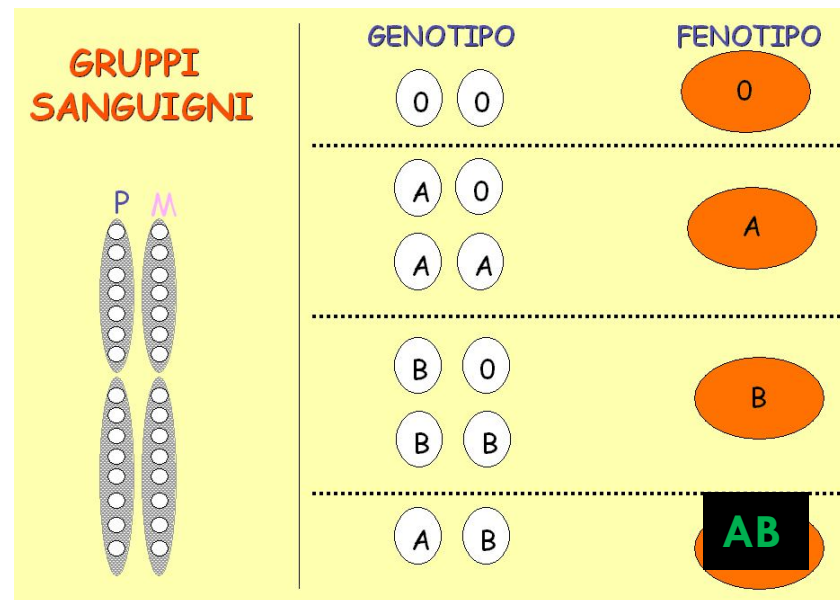 GRUPPI
SANGUIGNI
P M
GENOTIPO FENOTIPO
0 0 0
A 0
A
A A
B 0
B
B B
A B AB